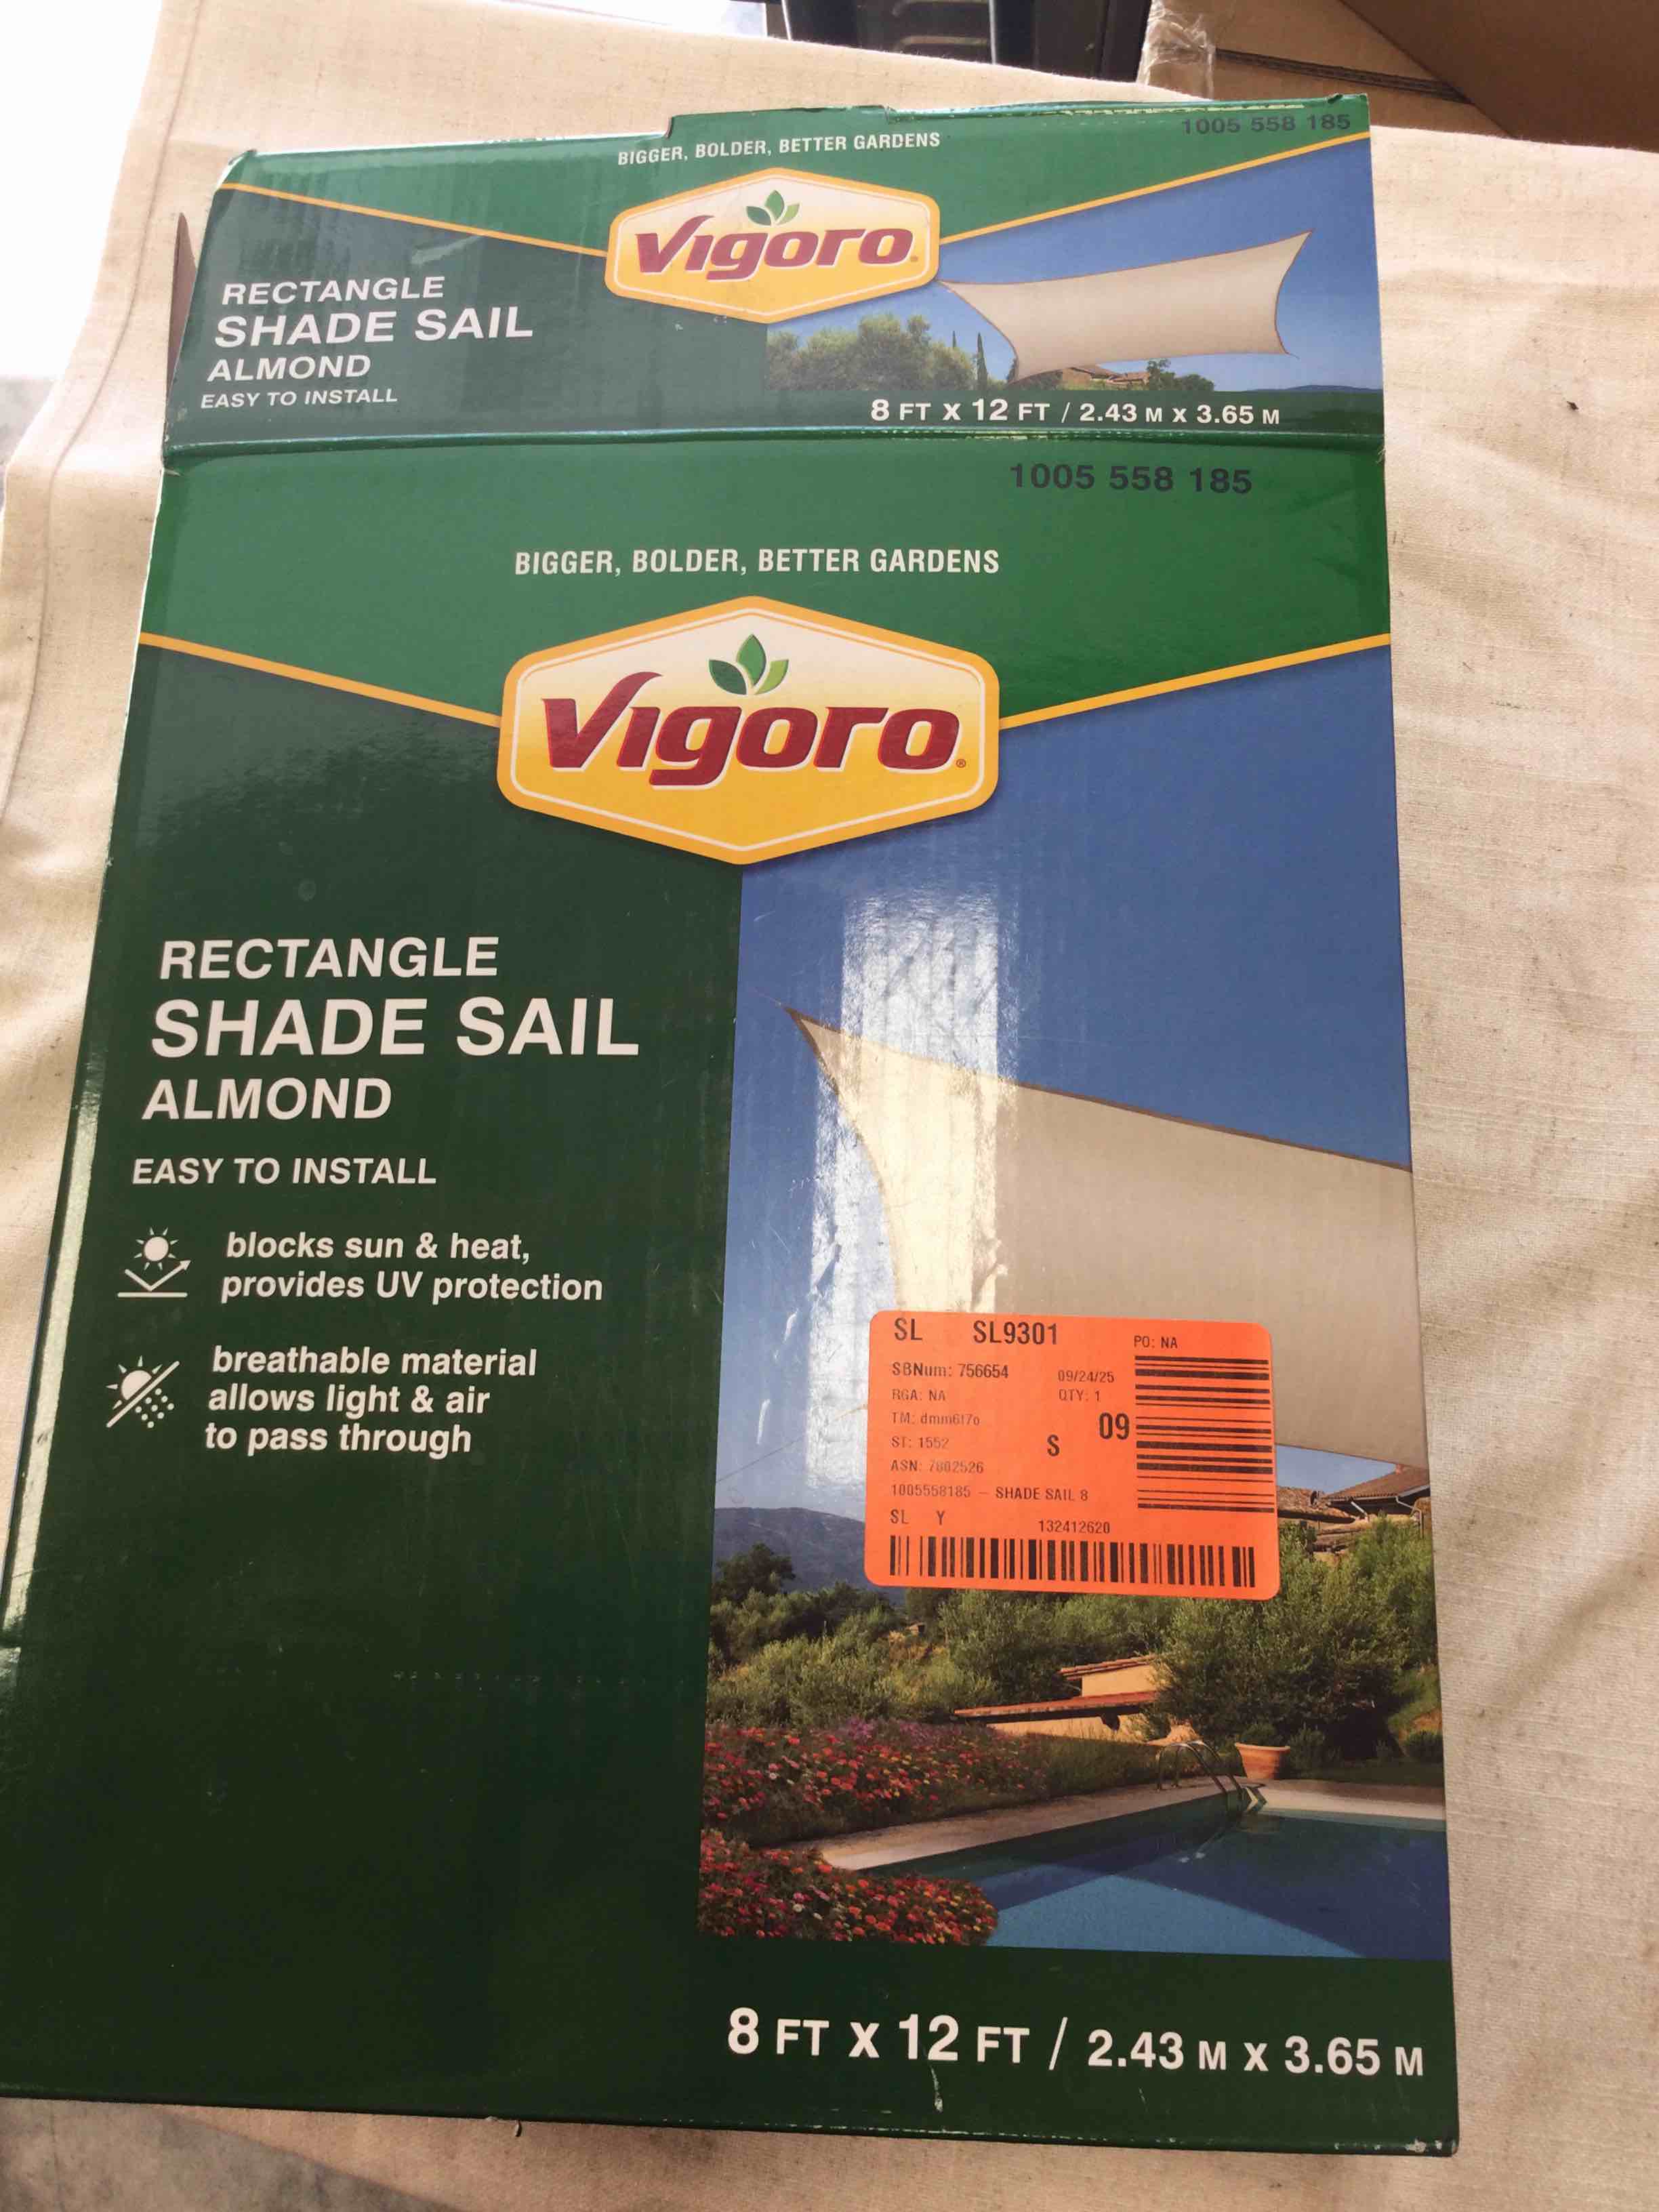 1005 558 185
BIGGER, BOLDER, BETTER GARDENS
Vigoro
RECTANGLE
SHADE SAIL
ALMOND
EASY TO INSTALL
8 FT X 12 FT / 2.43 M X 3.65 M
1005 558 185
BIGGER, BOLDER, BETTER GARDENS
Vigoro®
RECTANGLE
SHADE SAIL
ALMOND
EASY TO INSTALL
blocks sun & heat,
provides UV protection
breathable material
allows light & air
to pass through
SL SL9301 PO: NA
SBNum: 756654 09/24/25
RGA: NA QTY: 1
TM: dmm6170 09
ST: 1552 S
ASN: 7802526
1005558185 - SHADE SAIL 8
SL Y 132412620
8 FT X 12 FT / 2.43 M X 3.65 M